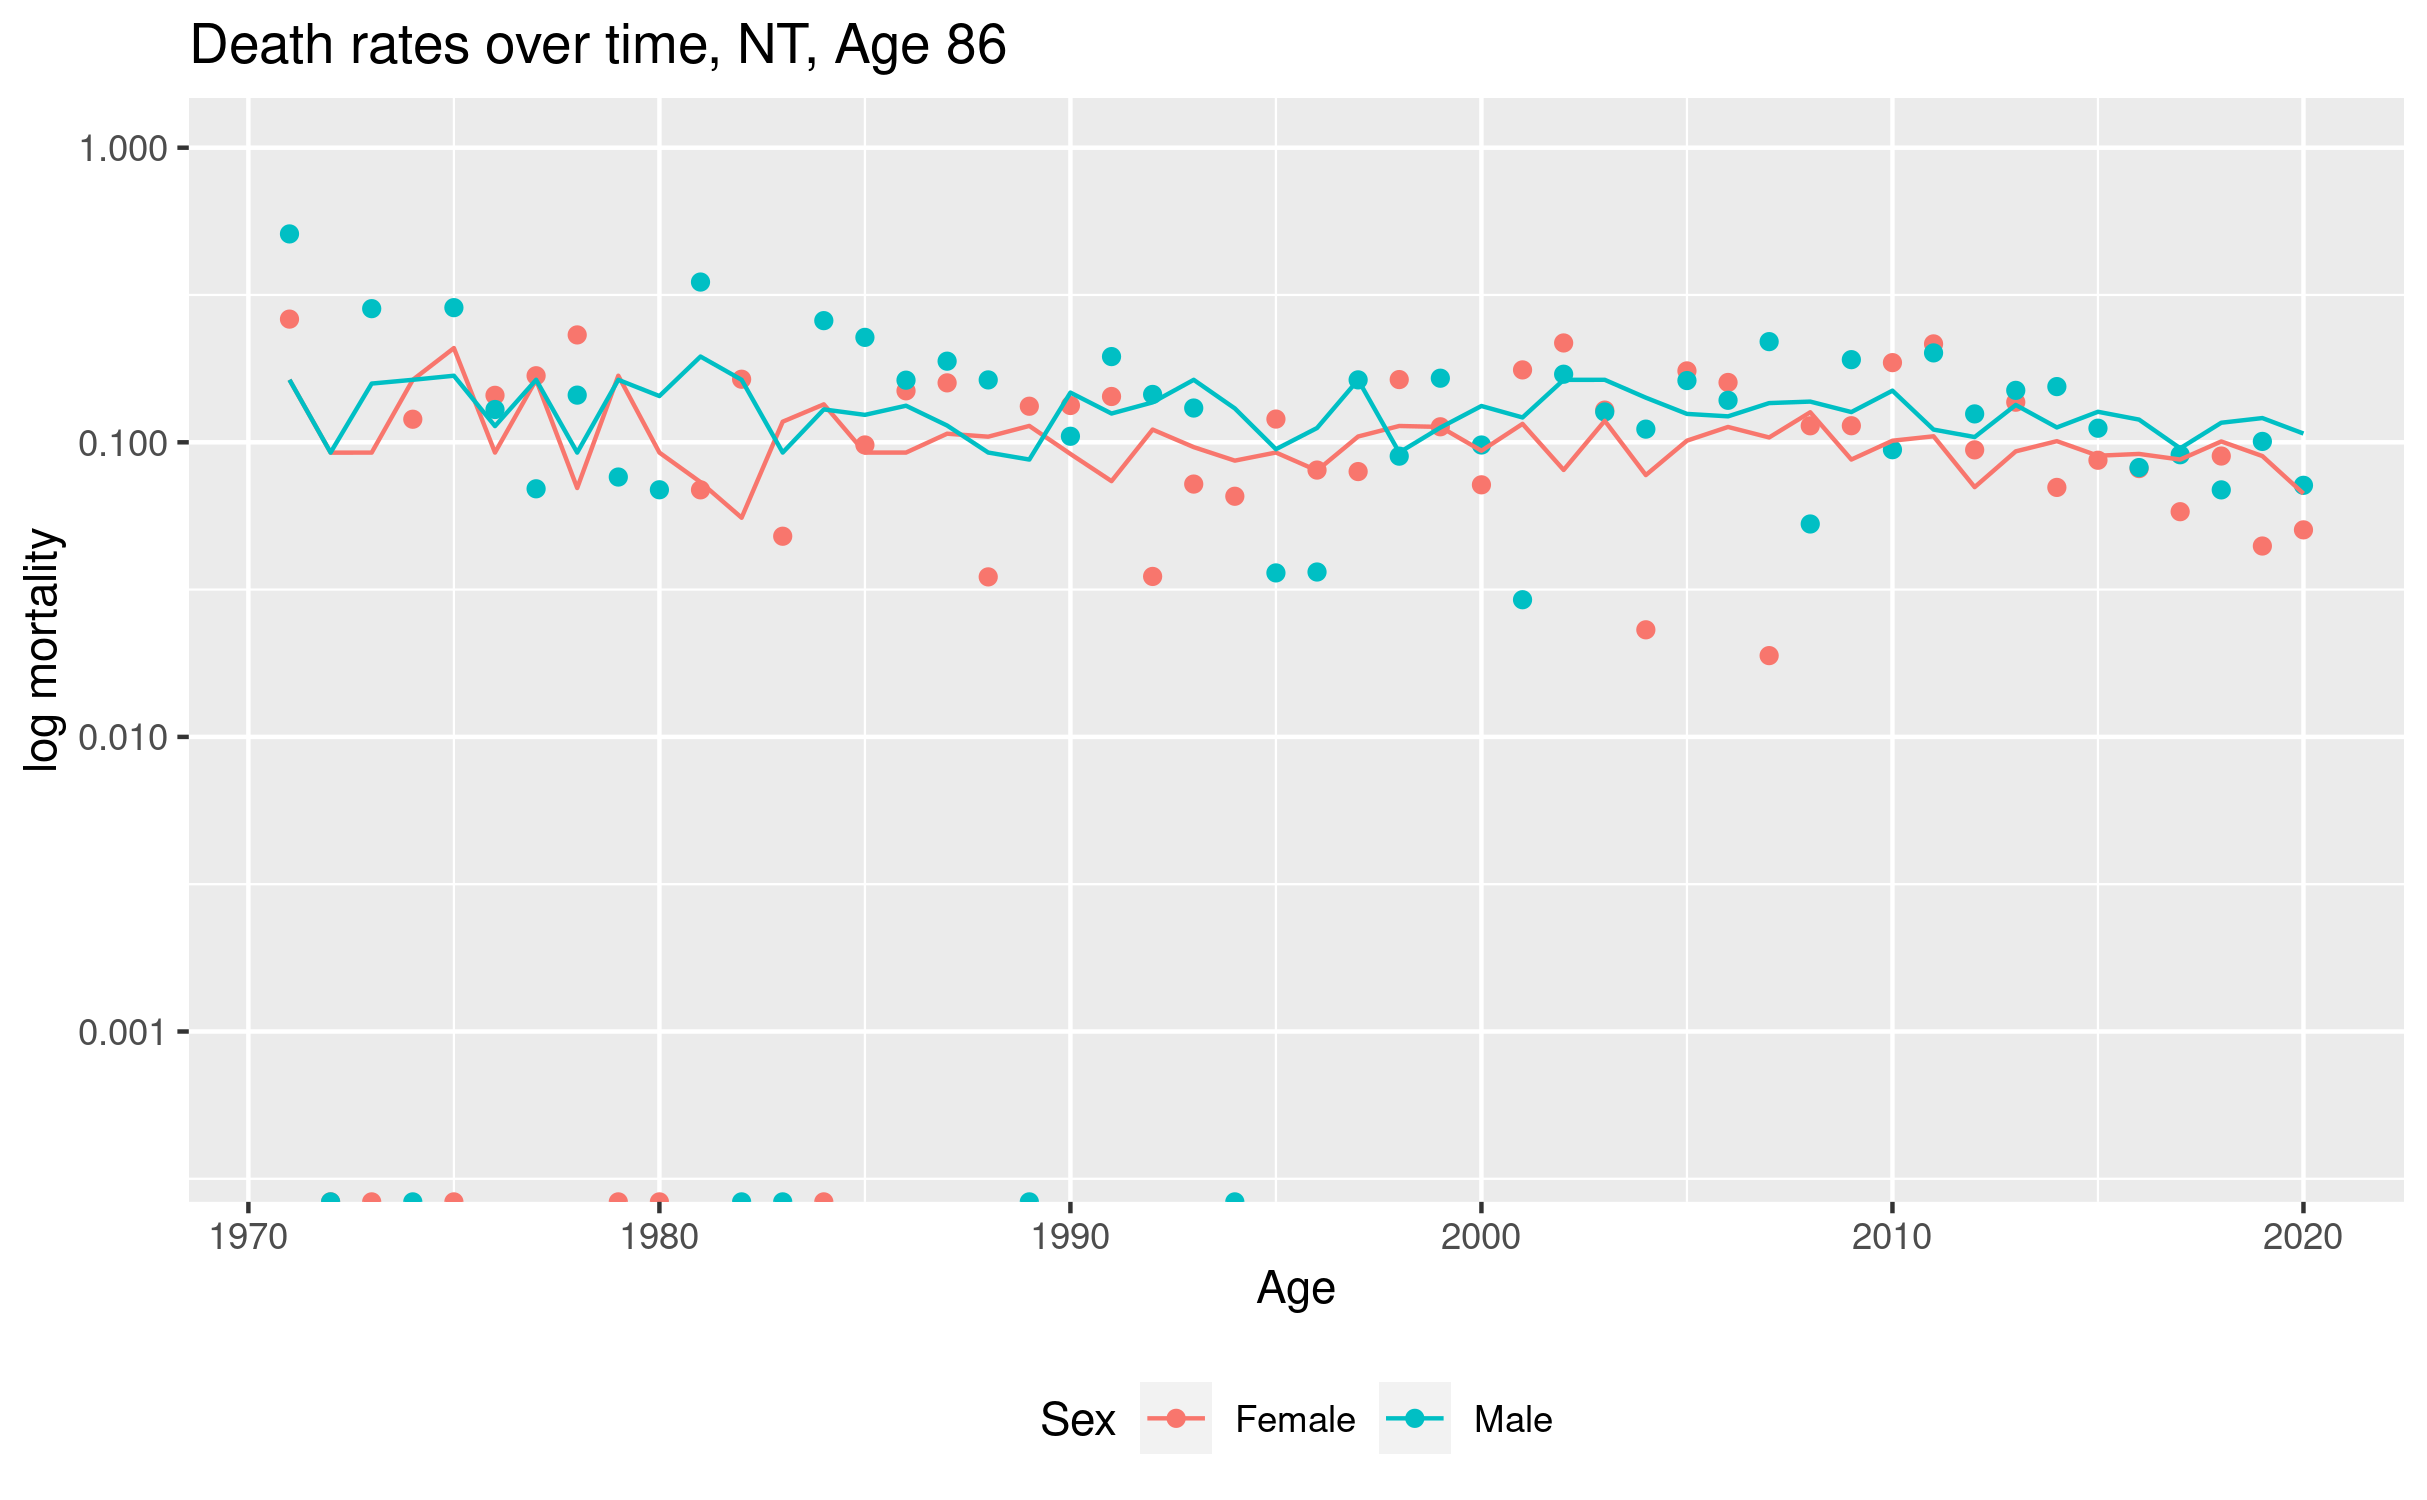 Death rates over time, NT, Age 86
log mortality
1.000
0.100
0.010
0.001
1970 1980 1990 2000 2010 2020
Age
Sex Female Male